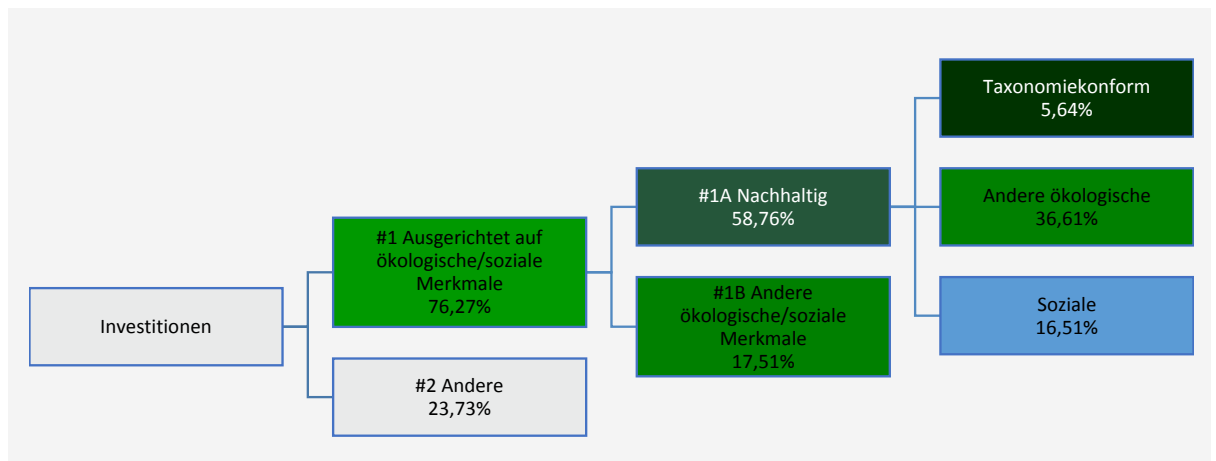 Investitionen
#1 Ausgerichtet auf
ökologische/soziale
Merkmale
76,27%
#2 Andere
23,73%
#1A Nachhaltig
58,76%
#1B Andere
ökologische/soziale
Merkmale
17,51%
Taxonomiekonform
5,64%
Andere ökologische
36,61%
Soziale
16,51%